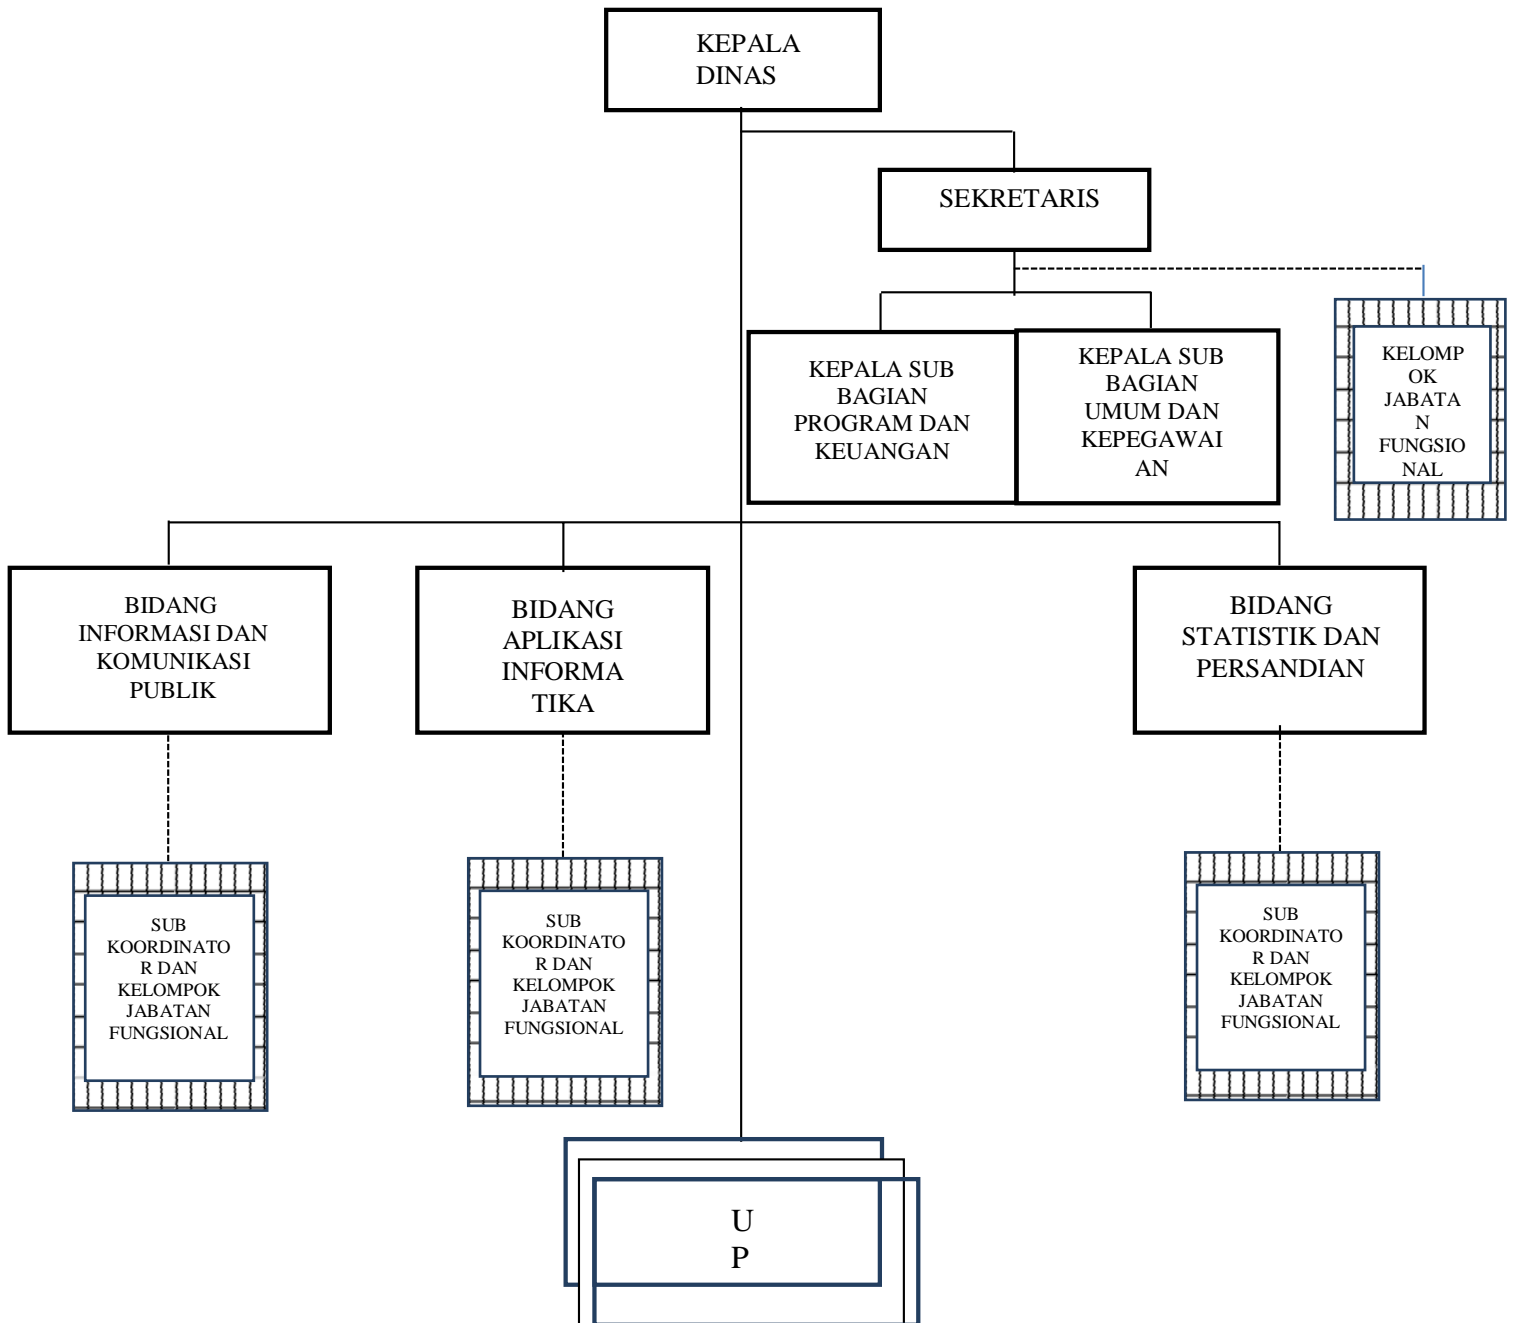 KEPALA
DINAS
SEKRETARIS
KEPALA SUB
BAGIAN
PROGRAM DAN
KEUANGAN
KEPALA SUB
BAGIAN
UMUM DAN
KEPEGAWAI
AN
KELOMP
OK
JABATA
N
FUNGSIO
NAL
BIDANG
INFORMASI DAN
KOMUNIKASI
PUBLIK
BIDANG
APLIKASI
INFORMA
TIKA
BIDANG
STATISTIK DAN
PERSANDIAN
SUB
KOORDINATO
R DAN
KELOMPOK
JABATAN
FUNGSIONAL
SUB
KOORDINATO
R DAN
KELOMPOK
JABATAN
FUNGSIONAL
SUB
KOORDINATO
R DAN
KELOMPOK
JABATAN
FUNGSIONAL
U
P